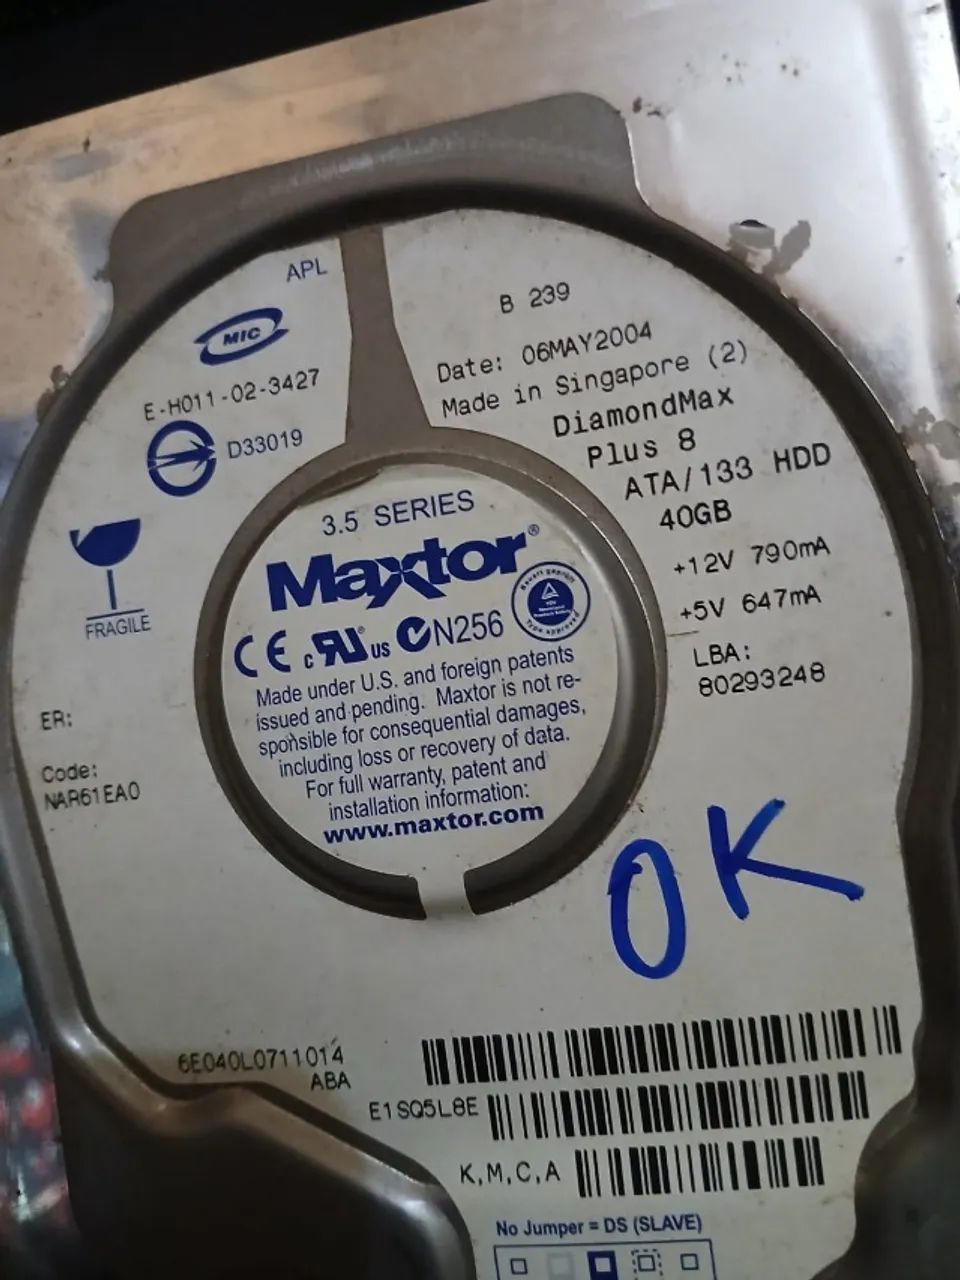 APL
MIC
E-H011-02-3427
D33019
FRAGILE
ER:
Code:
NAR61EA0
B 239
Date: 06MAY2004
Made in Singapore (2)
DiamondMax
Plus 8
ATA/133 HDD
40GB
+12V 790mA
+5V 647mA
LBA:
80293248
3.5 SERIES
Maxtor®
CE c RU us N256
Type approved
Made under U.S. and foreign patents
issued and pending. Maxtor is not re-
sponsible for consequential damages,
including loss or recovery of data.
For full warranty, patent and
installation information:
www.maxtor.com
OK
6E040L0711014
ABA
E1SQ5L8E
K,M,C,A
No Jumper = DS (SLAVE)